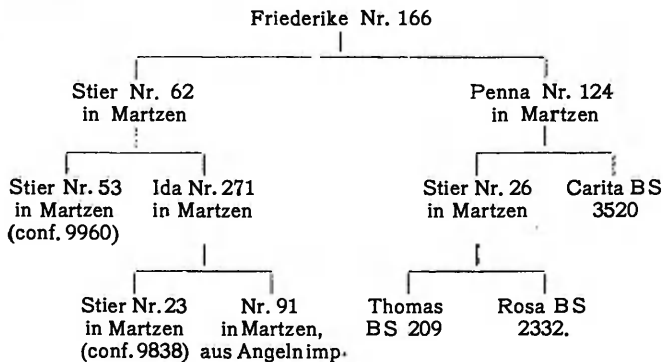 Friederike Nr. 166
Stier Nr. 62
in Martzen
Penna Nr. 124
in Martzen
Stier Nr. 53
in Martzen
(conf. 9960)
Ida Nr. 271
in Martzen
Stier Nr. 26
in Martzen
Carita BS
3520
Stier Nr. 23
in Martzen
(conf. 9838)
Nr. 91
in Martzen,
aus Angeln imp.
Thomas
BS 209
Rosa BS
2332.